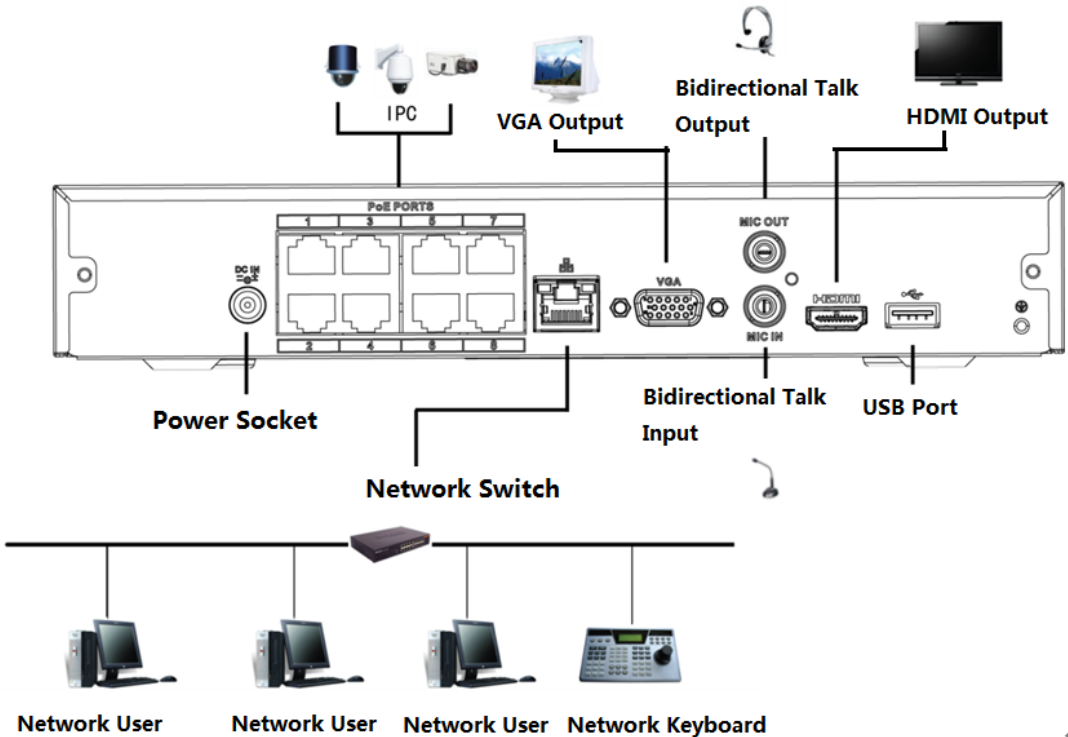 IPC
VGA Output
Bidirectional Talk
Output
HDMI Output
PoE PORTS
1 3 5 7
MIC OUT
DC IN
VGA
HDMI
2 4 6 8
MIC IN
Power Socket
Bidirectional Talk
Input
USB Port
Network Switch
Network User
Network User
Network User
Network Keyboard